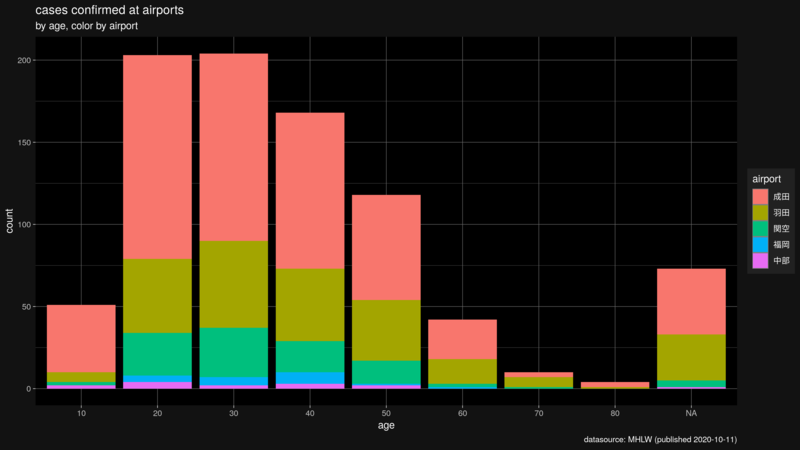 cases confirmed at airports
by age, color by airport
count
200
150
100
50
0
10 20 30 40 50 60 70 80 NA
age
airport
成田
羽田
関空
福岡
中部
datasource: MHLW (published 2020-10-11)